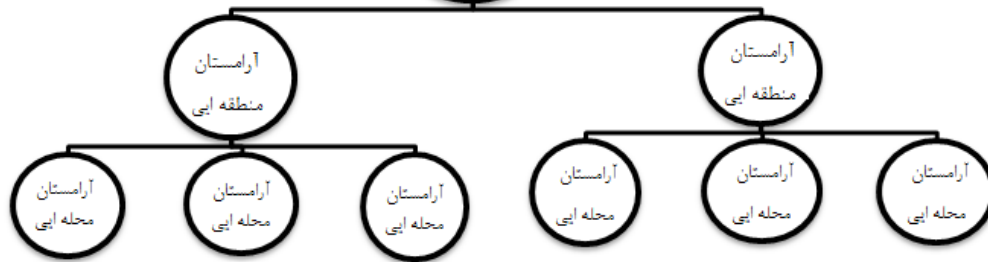 آرامستان
منطقه ایی
آرامستان
منطقه ایی
آرامستان
محله ایی
آرامستان
محله ایی
آرامستان
محله ایی
آرامستان
محله ایی
آرامستان
محله ایی
آرامستان
محله ایی